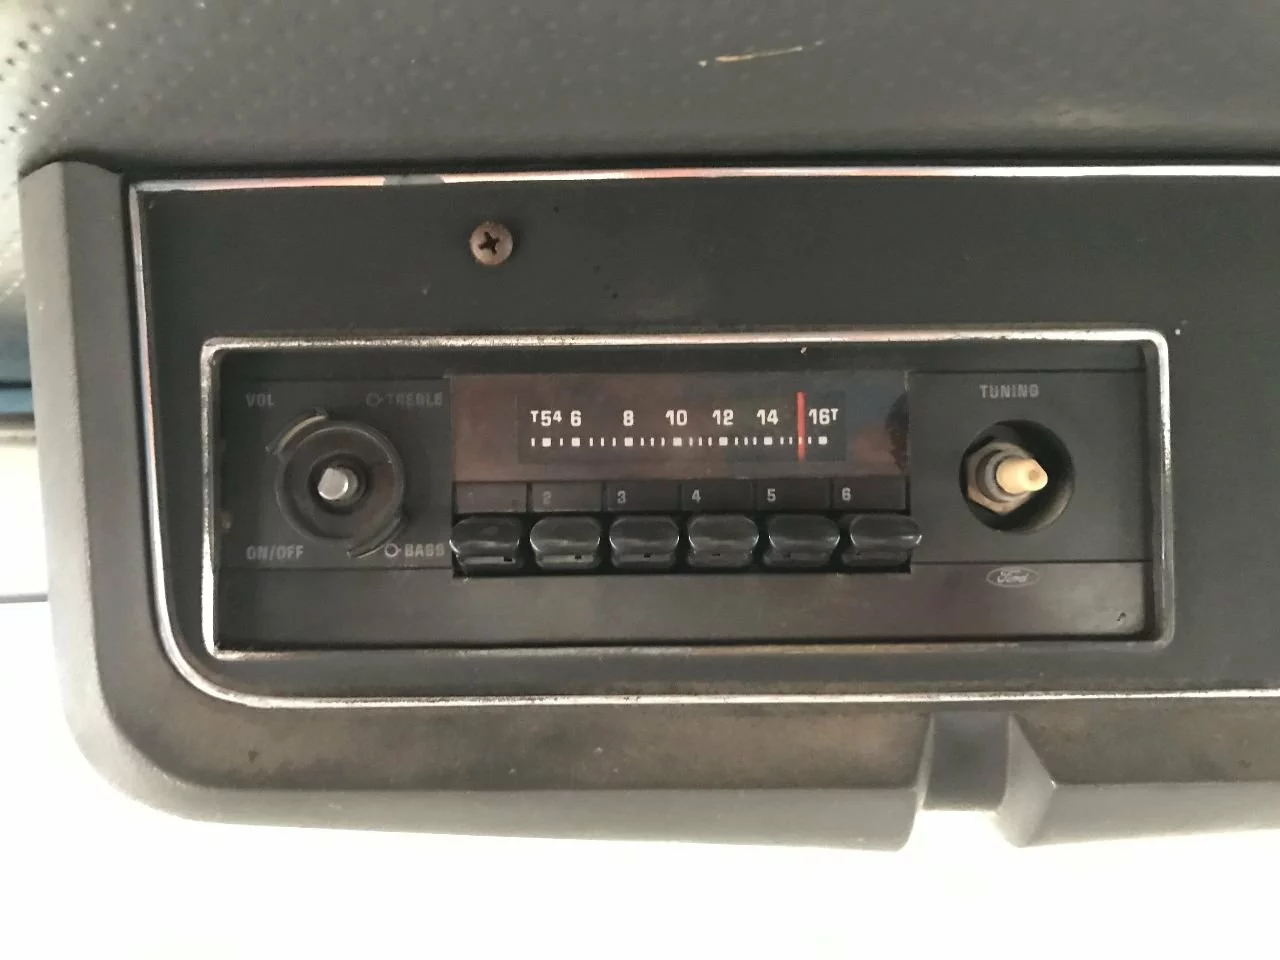 VOL TREBLE
TUNING
T54 6 8 10 12 14 16T
1 2 3 4 5 6
ON/OFF BASS
Ford